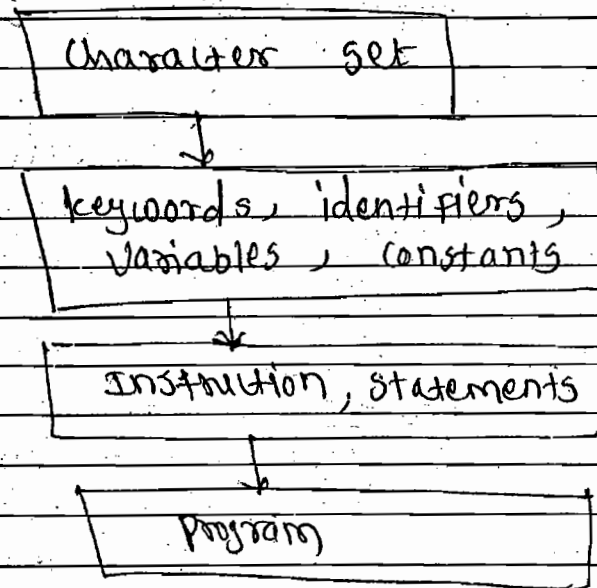 Character set
keywords, identifiers,
variables, constants
Instruction, statements
program